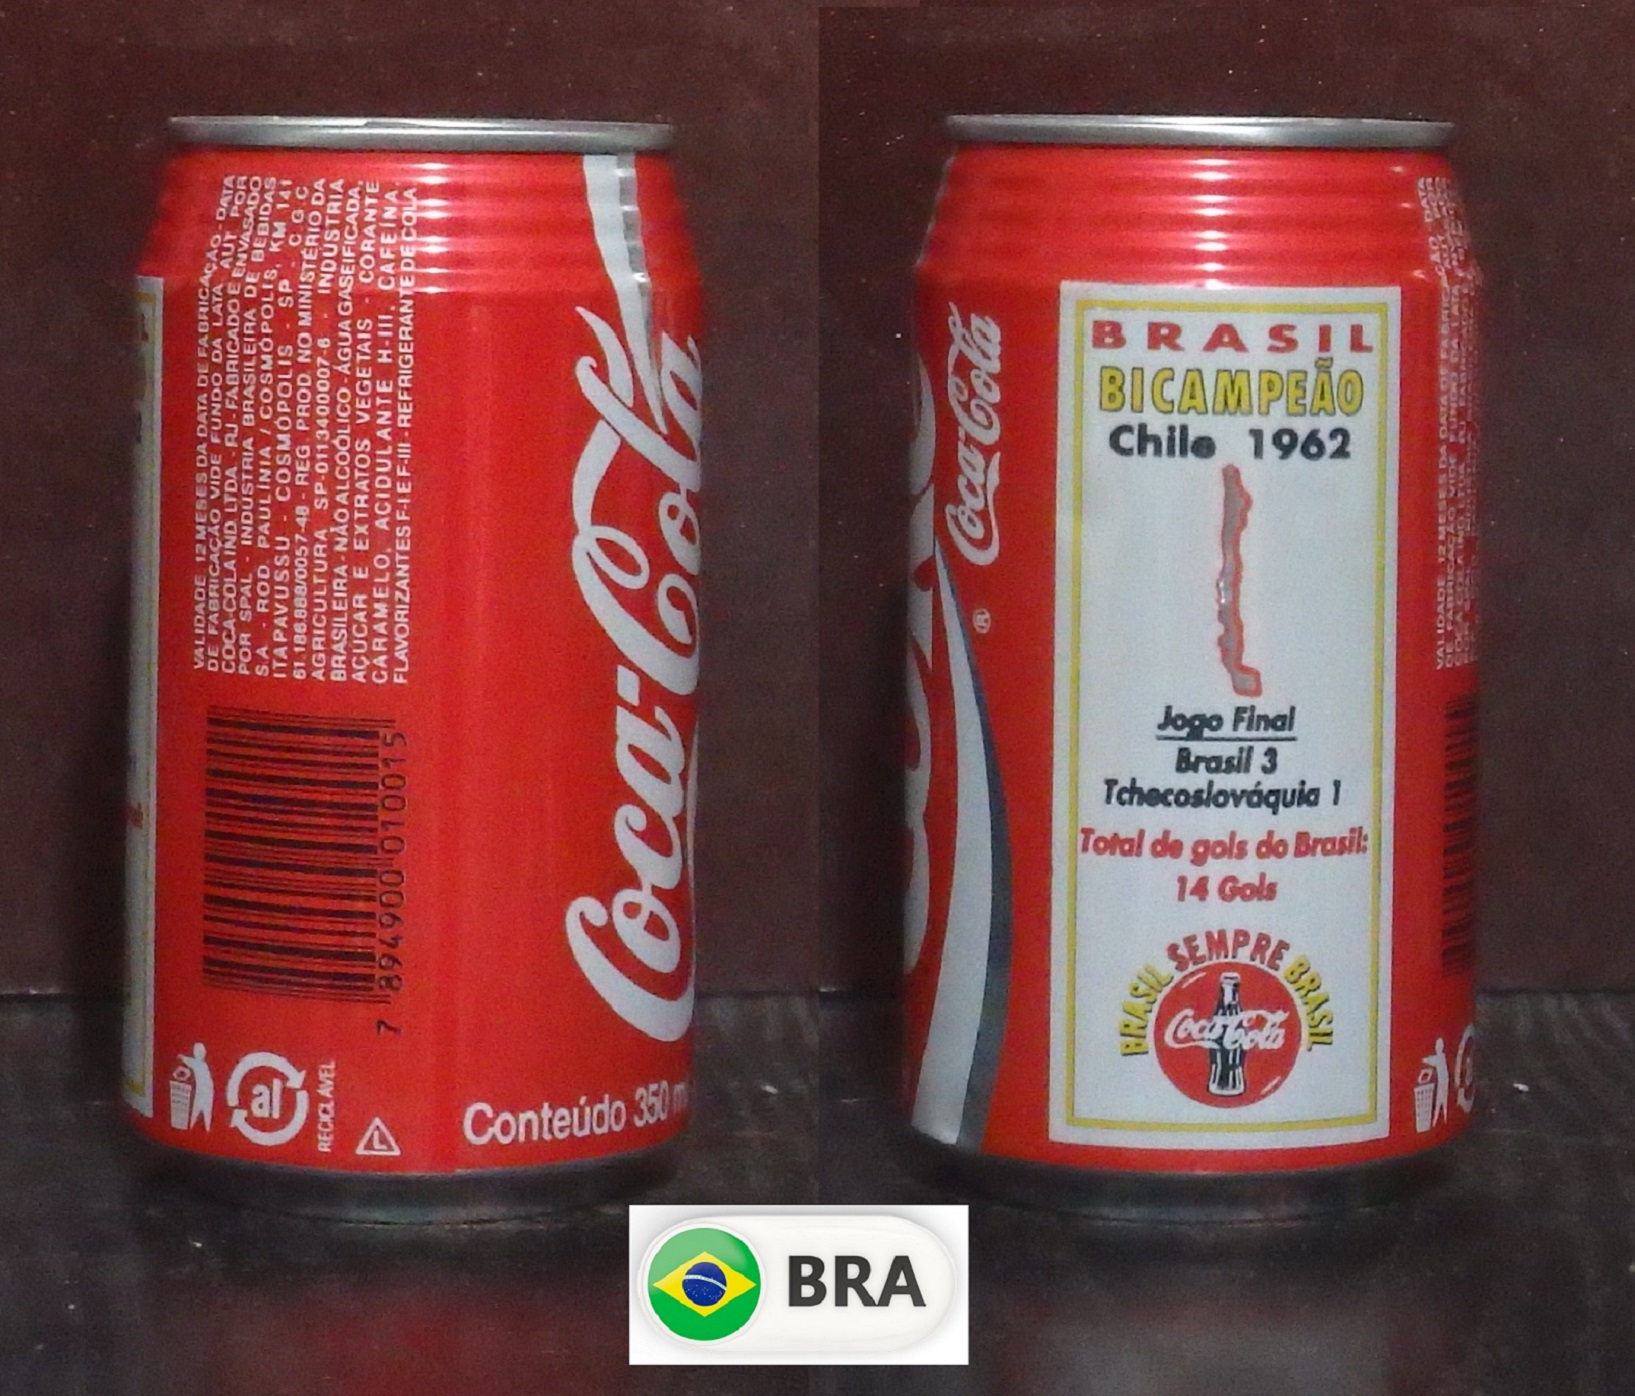 VALIDADE 12 MESES DA DATA DE FABRICAÇÃO - DATA
DE FABRICAÇÃO VIDE FUNDO DA LATA AUT POR
COCA-COLA IND. LTDA. - RJ - FABRICADO E ENVASADO
POR SPAL - INDUSTRIA BRASILEIRA DE BEBIDAS
S.A. - ROD. PAULÍNIA / COSMÓPOLIS, KM 141
ITAPAVUSSU - COSMÓPOLIS - SP - C G C
61.186.888/0057-48 - REG. PROD. NO MINISTÉRIO DA
AGRICULTURA SP-0113400007-6 - INDUSTRIA
BRASILEIRA - NÃO ALCOÓLICO - ÁGUA GASEIFICADA,
AÇUCAR E EXTRATOS VEGETAIS - CORANTE
CARAMELO, ACIDULANTE H-III, CAFEINA,
FLAVORIZANTES F-I E F-III - REFRIGERANTE DE COLA.
7 894900 010015
al
RECICLÁVEL
L
Coca-Cola
Conteúdo 350 m
Coca-Cola
®
BRASIL
BICAMPEÃO
Chile 1962
Jogo Final
Brasil 3
Tchecoslováquia 1
Total de gols do Brasil:
14 Gols
BRASIL SEMPRE BRASIL
Coca-Cola
BRA